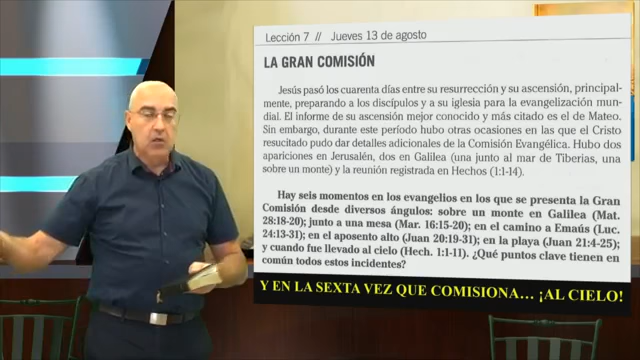 Lección 7 // Jueves 13 de agosto
LA GRAN COMISIÓN
Jesús pasó los cuarenta días entre su resurrección y su ascensión, principal-
mente, preparando a los discípulos y a su iglesia para la evangelización mun-
dial. El informe de su ascensión mejor conocido y más citado es el de Mateo.
Sin embargo, durante este período hubo otras ocasiones en las que el Cristo
resucitado pudo dar detalles adicionales de la Comisión Evangélica. Hubo dos
apariciones en Jerusalén, dos en Galilea (una junto al mar de Tiberias, una
sobre un monte) y la reunión registrada en Hechos (1:1-14).
Hay seis momentos en los evangelios en los que se presenta la Gran
Comisión desde diversos ángulos: sobre un monte en Galilea (Mat.
28:18-20); junto a una mesa (Mar. 16:15-20); en el camino a Emaús (Luc.
24:13-31); en el aposento alto (Juan 20:19-31); en la playa (Juan 21:4-25);
y cuando fue llevado al cielo (Hech. 1:1-11). ¿Qué puntos clave tienen en
común todos estos incidentes?
Y EN LA SEXTA VEZ QUE COMISIONA... ¡AL CIELO!